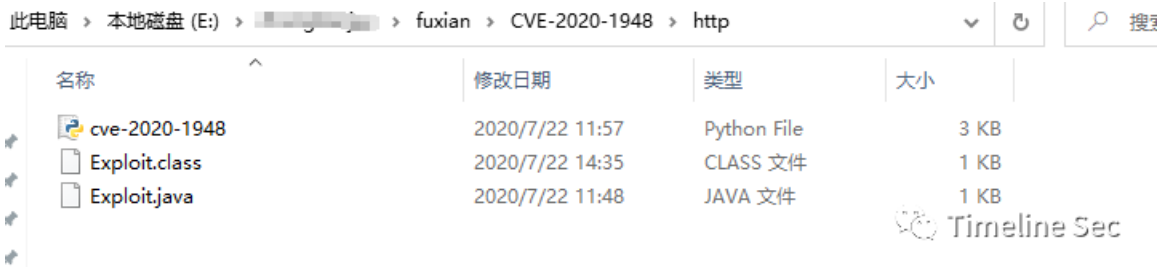 此电脑 › 本地磁盘 (E:) › › fuxian › CVE-2020-1948 › http
名称 修改日期 类型 大小
cve-2020-1948 2020/7/22 11:57 Python File 3 KB
Exploit.class 2020/7/22 14:35 CLASS 文件 1 KB
Exploit.java 2020/7/22 11:48 JAVA 文件 1 KB
Timeline Sec